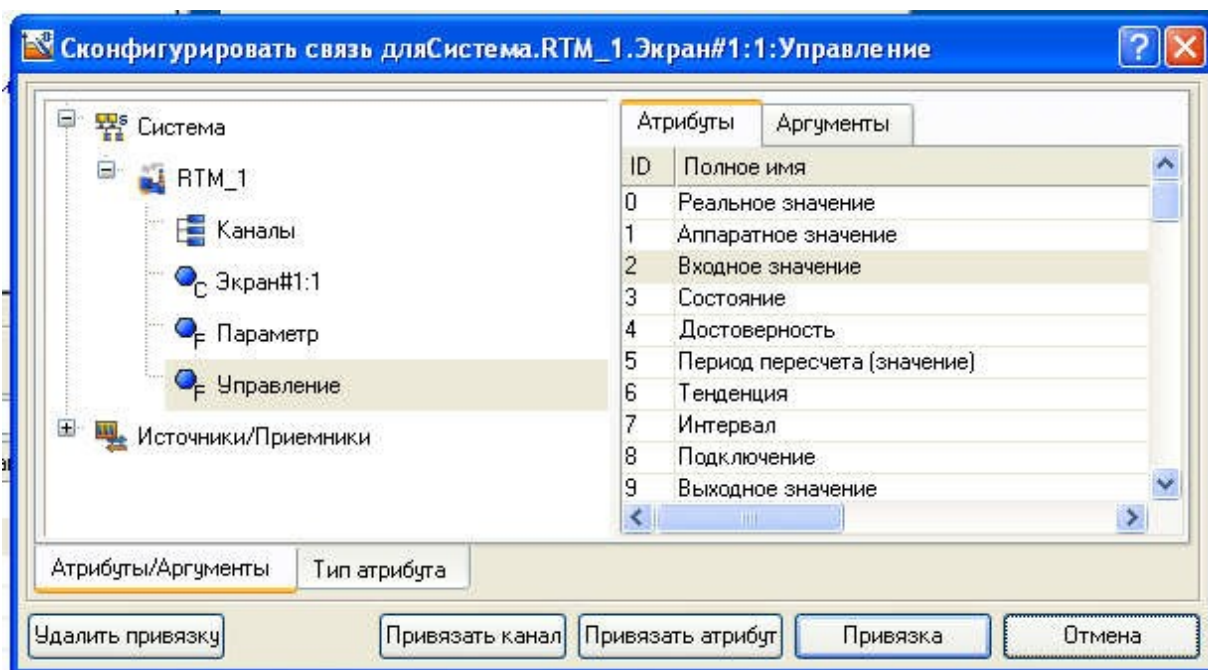 Сконфигурировать связь дляСистема.RTM_1.Экран#1:1:Управление
Система
RTM_1
Каналы
Экран#1:1
Параметр
Управление
Источники/Приемники
Атрибуты Аргументы
ID Полное имя
0 Реальное значение
1 Аппаратное значение
2 Входное значение
3 Состояние
4 Достоверность
5 Период пересчета (значение)
6 Тенденция
7 Интервал
8 Подключение
9 Выходное значение
Атрибуты/Аргументы Тип атрибута
Удалить привязку Привязать канал Привязать атрибут Привязка Отмена